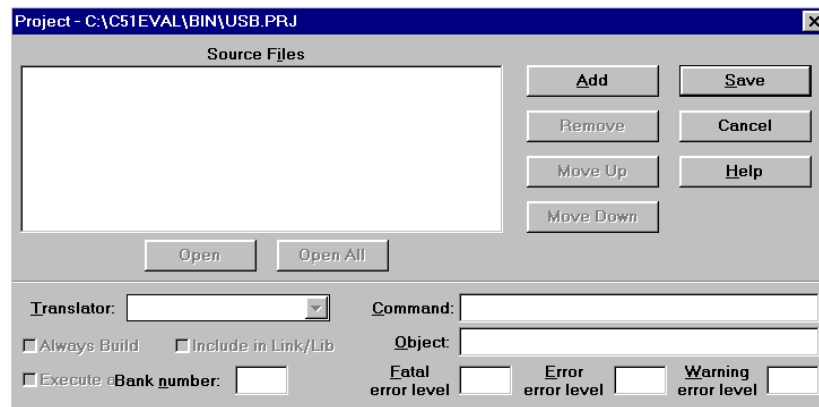 Project - C:\C51EVAL\BIN\USB.PRJ
Source Files
Add
Save
Remove
Cancel
Move Up
Help
Move Down
Open
Open All
Translator:
Command:
Always Build
Include in Link/Lib
Object:
Execute
Bank number:
Fatal
error level
Error
error level
Warning
error level